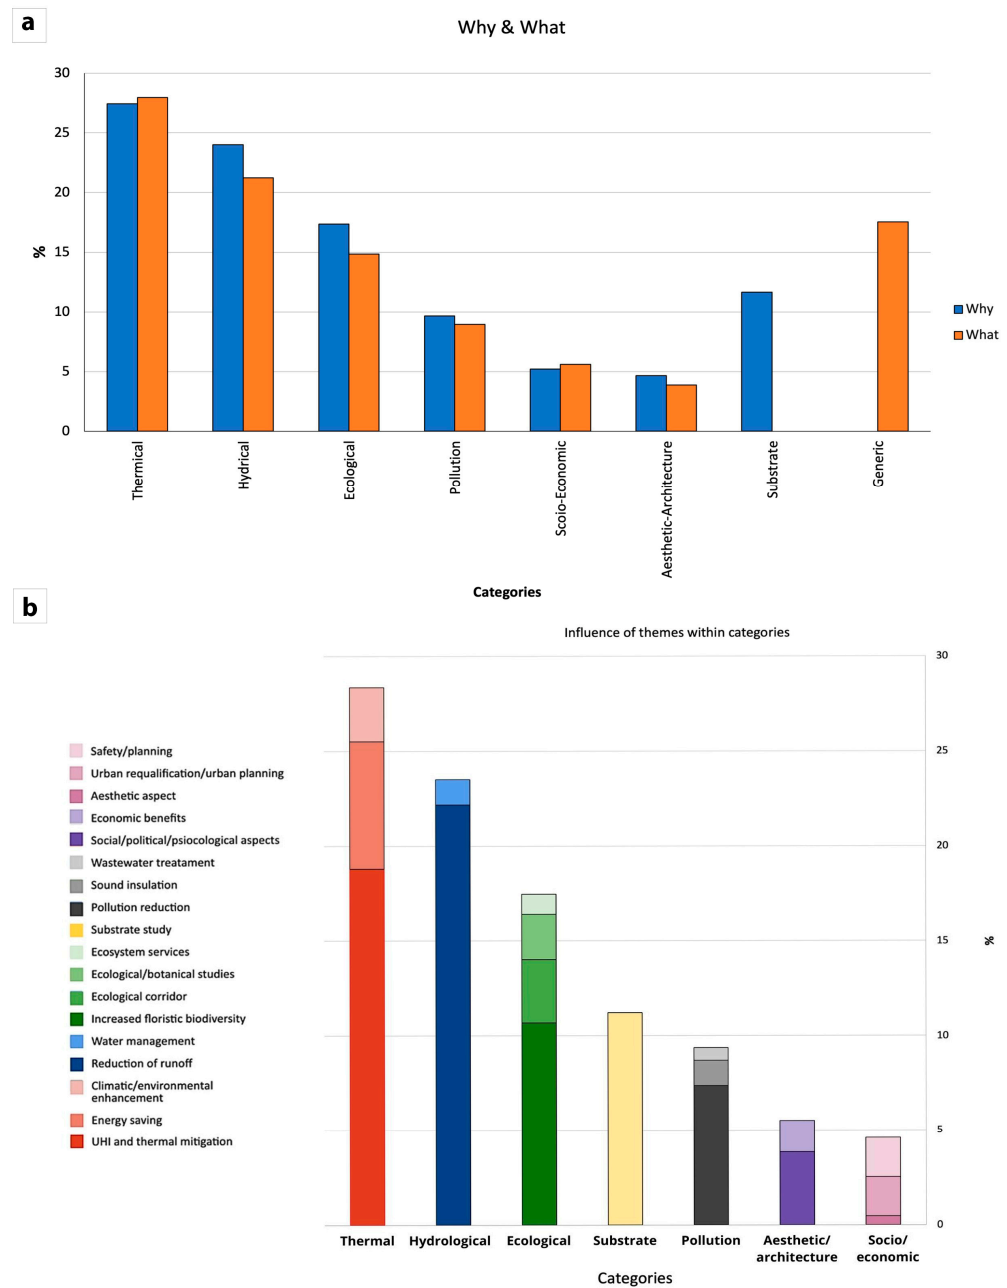 a
Why & What
30
25
20
15
10
5
0
%
Why
What
Thermical
Hydrical
Ecological
Pollution
Scoio-Economic
Aesthetic-Architecture
Substrate
Generic
Categories
b
Influence of themes within categories
30
25
20
15
10
5
0
%
Safety/planning
Urban requalification/urban planning
Aesthetic aspect
Economic benefits
Social/political/psiocological aspects
Wastewater treatament
Sound insulation
Pollution reduction
Substrate study
Ecosystem services
Ecological/botanical studies
Ecological corridor
Increased floristic biodiversity
Water management
Reduction of runoff
Climatic/environmental
enhancement
Energy saving
UHI and thermal mitigation
Thermal
Hydrological
Ecological
Substrate
Pollution
Aesthetic/
architecture
Socio/
economic
Categories